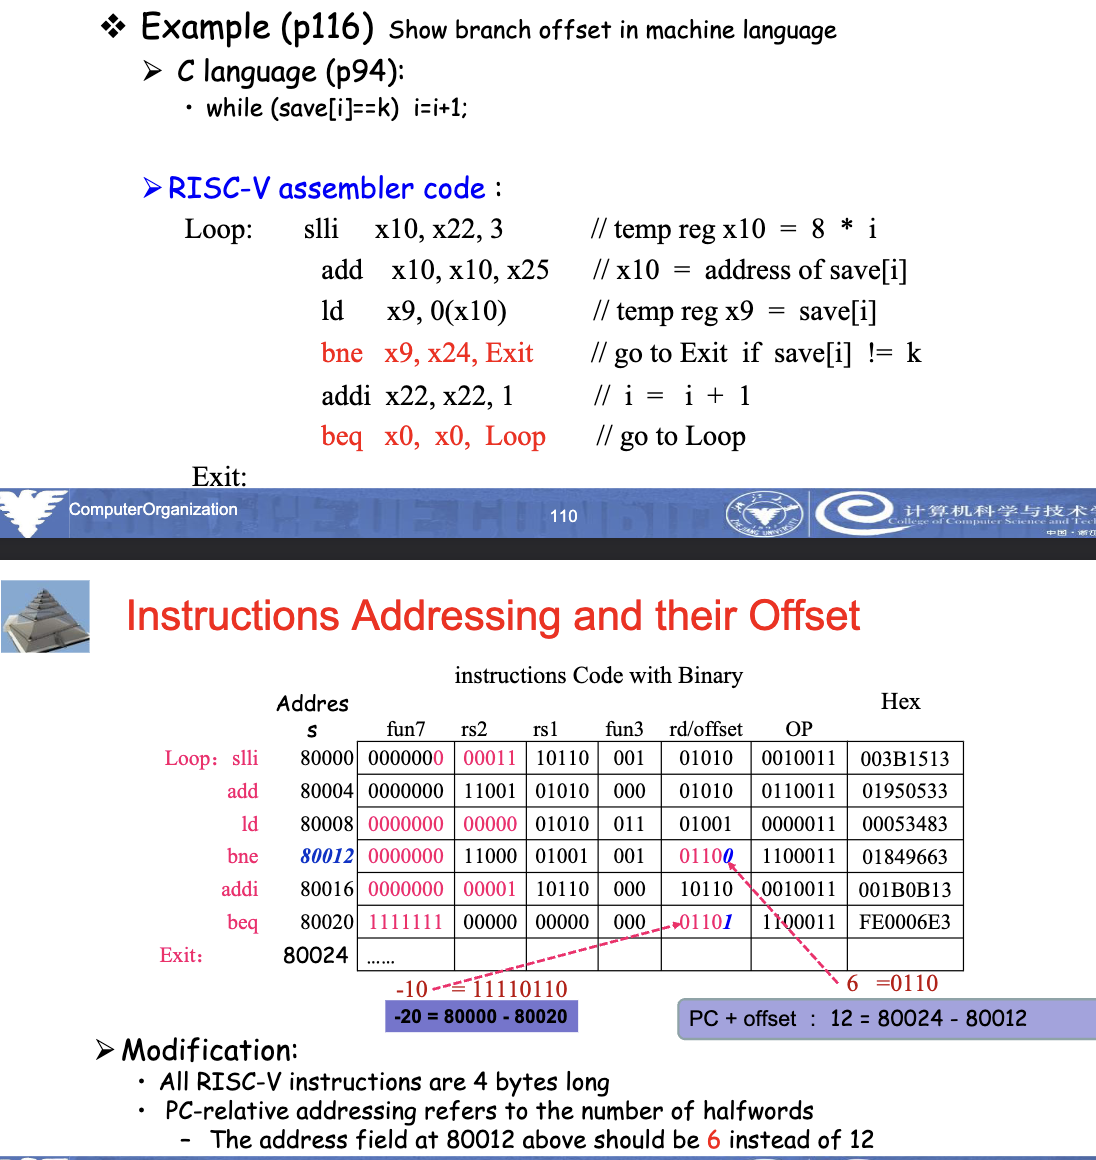 ❖ Example (p116) Show branch offset in machine language
➢ C language (p94):
• while (save[i]==k) i=i+1;
➢ RISC-V assembler code :
Loop: slli x10, x22, 3 // temp reg x10 = 8 * i
add x10, x10, x25 // x10 = address of save[i]
ld x9, 0(x10) // temp reg x9 = save[i]
bne x9, x24, Exit // go to Exit if save[i] != k
addi x22, x22, 1 // i = i + 1
beq x0, x0, Loop // go to Loop
Exit:
ComputerOrganization
110
计算机科学与技术
College of Computer Science and
Instructions Addressing and their Offset
instructions Code with Binary
Address fun7 rs2 rs1 fun3 rd/offset OP Hex
Loop: slli 80000 0000000 00011 10110 001 01010 0010011 003B1513
add 80004 0000000 11001 01010 000 01010 0110011 01950533
ld 80008 0000000 00000 01010 011 01001 0000011 00053483
bne 80012 0000000 11000 01001 001 01100 1100011 01849663
addi 80016 0000000 00001 10110 000 10110 0010011 001B0B13
beq 80020 1111111 00000 00000 000 01101 1100011 FE0006E3
Exit: 80024 ......
-10 = 11110110
6 =0110
-20 = 80000 - 80020
PC + offset : 12 = 80024 - 80012
➢ Modification:
• All RISC-V instructions are 4 bytes long
• PC-relative addressing refers to the number of halfwords
– The address field at 80012 above should be 6 instead of 12